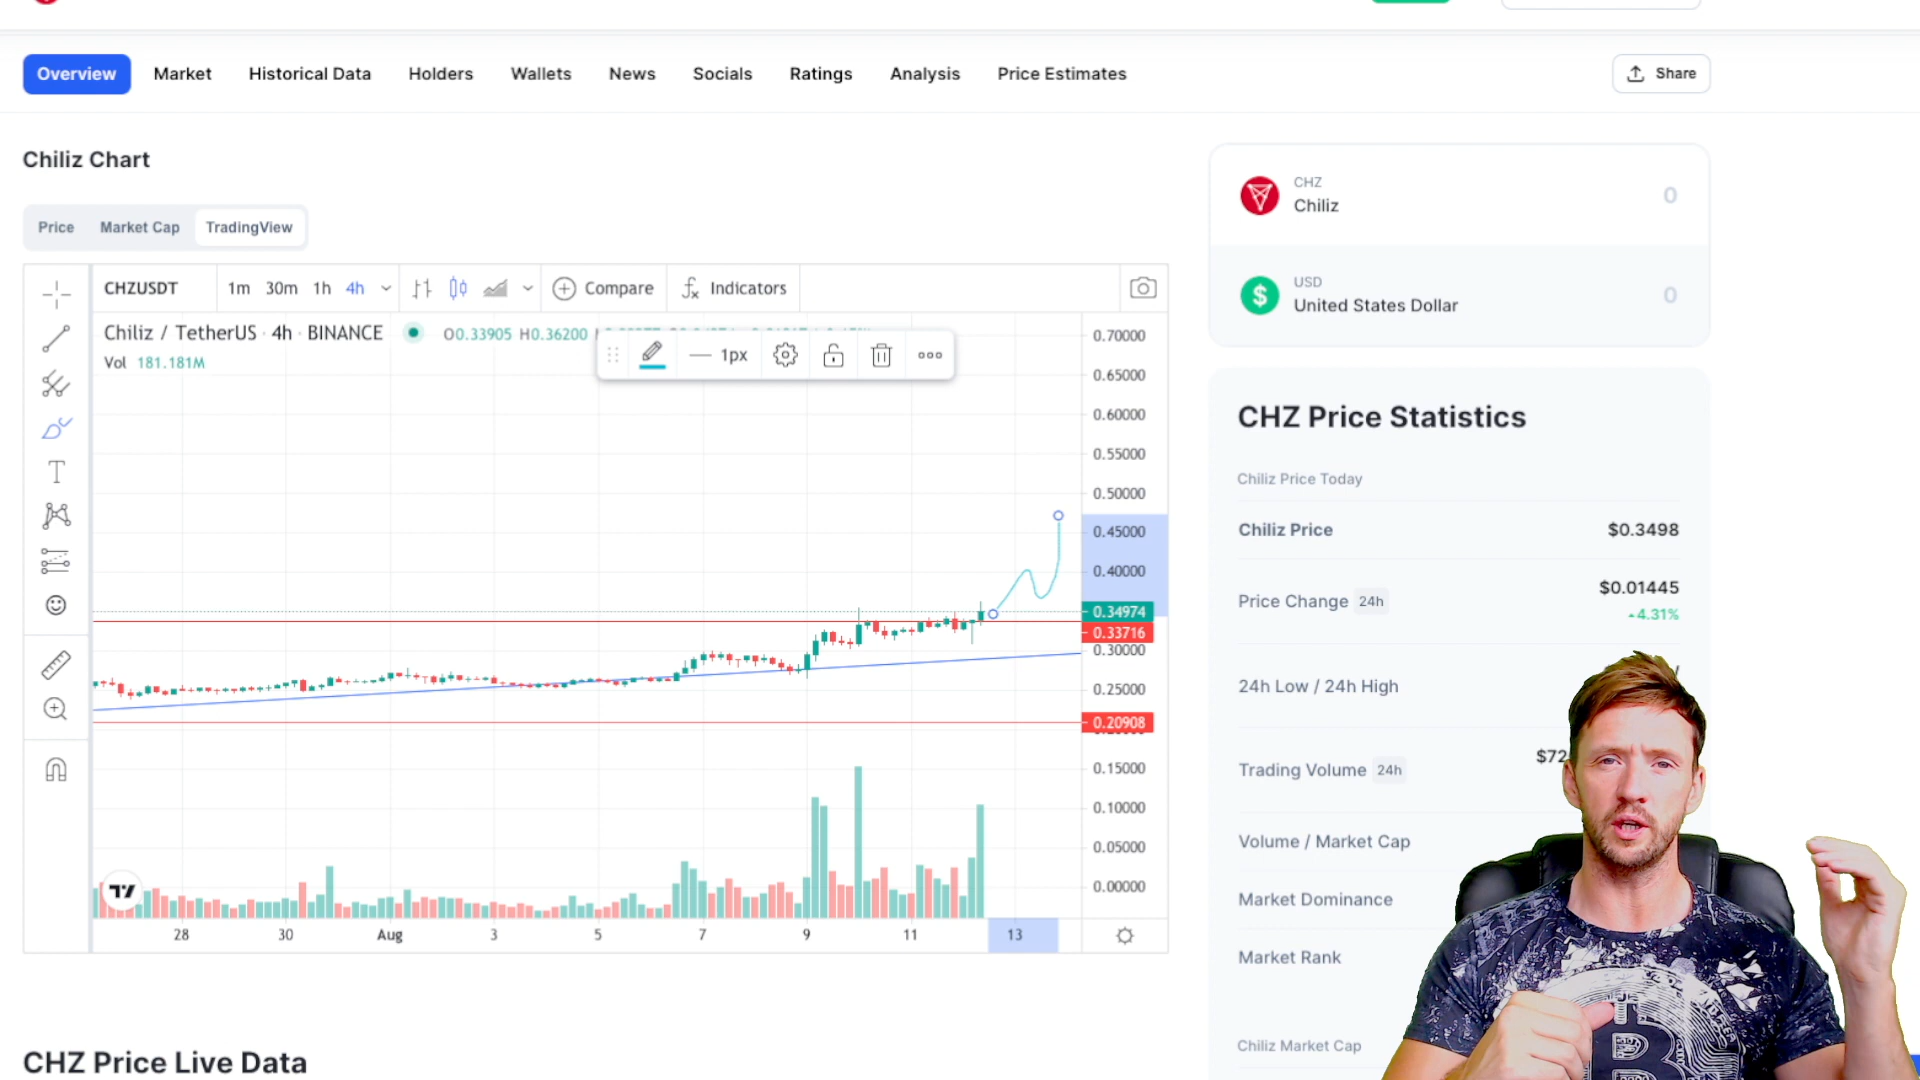 Overview Market Historical Data Holders Wallets News Socials Ratings Analysis Price Estimates Share
Chiliz Chart
Price Market Cap TradingView
CHZ
Chiliz 0
USD
United States Dollar 0
CHZUSDT 1m 30m 1h 4h Compare Indicators
Chiliz / TetherUS · 4h · BINANCE O0.33905 H0.36200
Vol 181.181M
1px
0.70000
0.65000
0.60000
0.55000
0.50000
0.45000
0.40000
0.34974
0.33716
0.30000
0.25000
0.20908
0.15000
0.10000
0.05000
0.00000
28 30 Aug 3 5 7 9 11 13
CHZ Price Statistics
Chiliz Price Today
Chiliz Price $0.3498
Price Change 24h $0.01445
4.31%
24h Low / 24h High /
Trading Volume 24h $72
Volume / Market Cap
Market Dominance
Market Rank
Chiliz Market Cap
CHZ Price Live Data